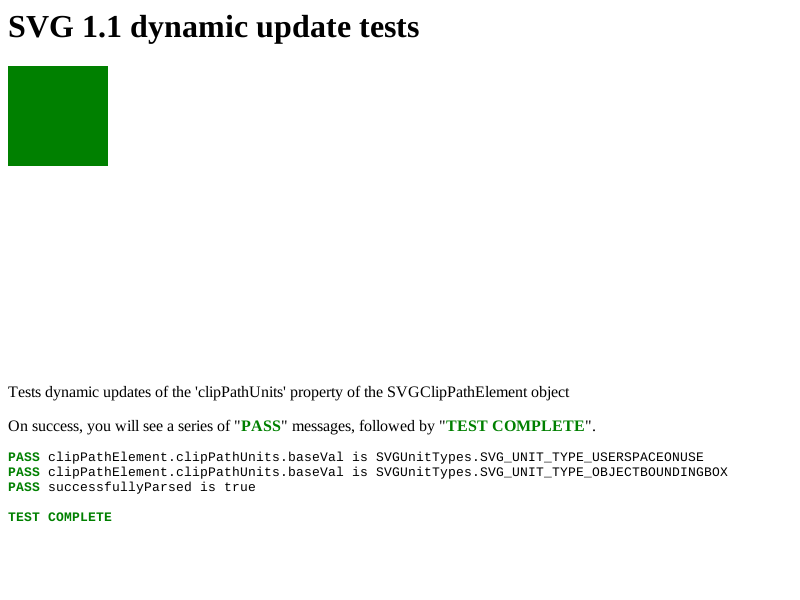 SVG 1.1 dynamic update tests
Tests dynamic updates of the 'clipPathUnits' property of the SVGClipPathElement object
On success, you will see a series of "PASS" messages, followed by "TEST COMPLETE".
PASS clipPathElement.clipPathUnits.baseVal is SVGUnitTypes.SVG_UNIT_TYPE_USERSPACEONUSE
PASS clipPathElement.clipPathUnits.baseVal is SVGUnitTypes.SVG_UNIT_TYPE_OBJECTBOUNDINGBOX
PASS successfullyParsed is true
TEST COMPLETE